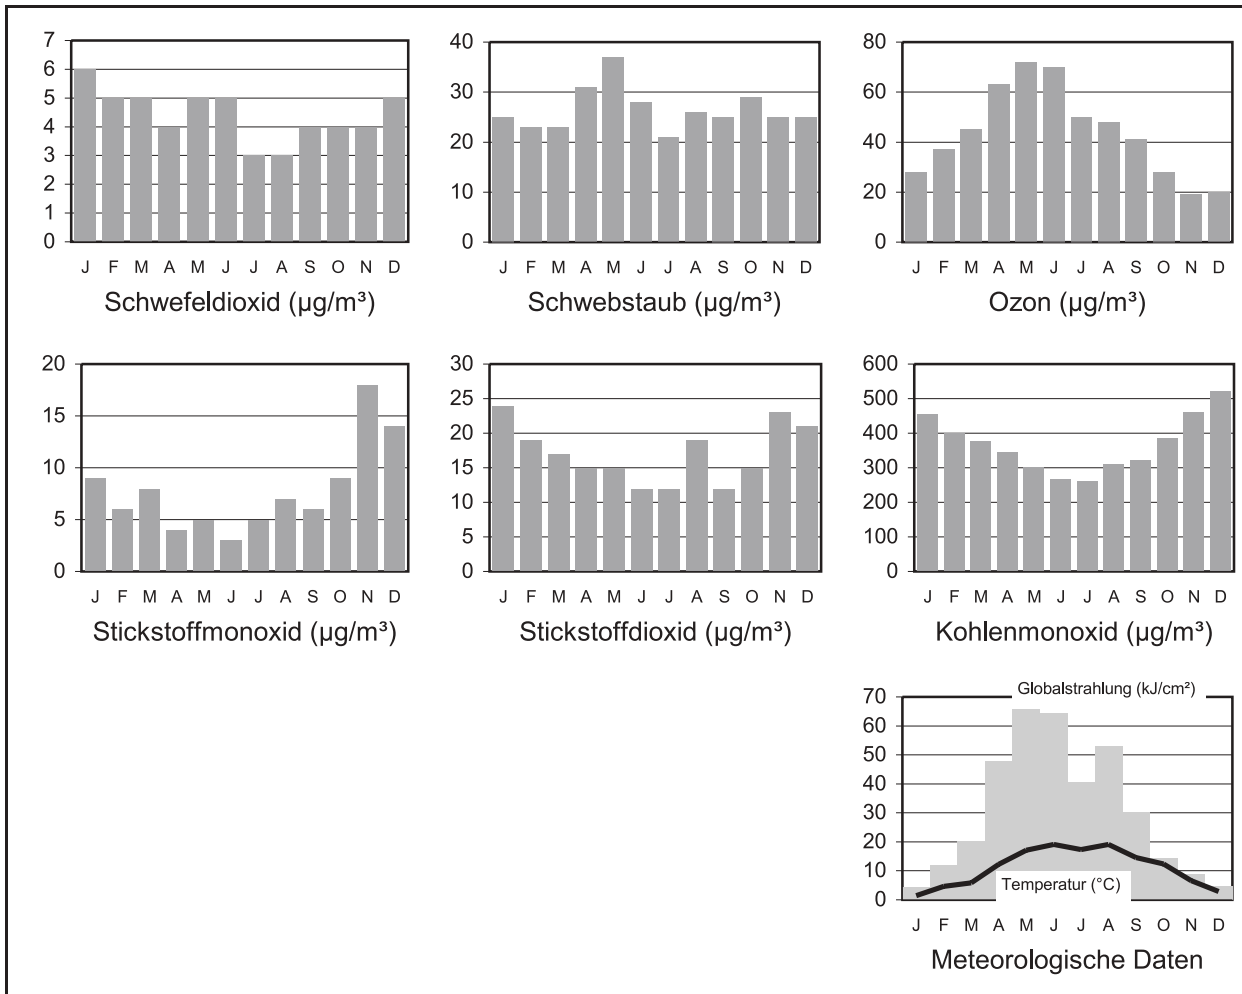 7
6
5
4
3
2
1
0
J F M A M J J A S O N D
Schwefeldioxid (µg/m³)
40
30
20
10
0
J F M A M J J A S O N D
Schwebstaub (µg/m³)
80
60
40
20
0
J F M A M J J A S O N D
Ozon (µg/m³)
20
15
10
5
0
J F M A M J J A S O N D
Stickstoffmonoxid (µg/m³)
30
25
20
15
10
5
0
J F M A M J J A S O N D
Stickstoffdioxid (µg/m³)
600
500
400
300
200
100
0
J F M A M J J A S O N D
Kohlenmonoxid (µg/m³)
70
60
50
40
30
20
10
0
Globalstrahlung (kJ/cm²)
Temperatur (°C)
J F M A M J J A S O N D
Meteorologische Daten